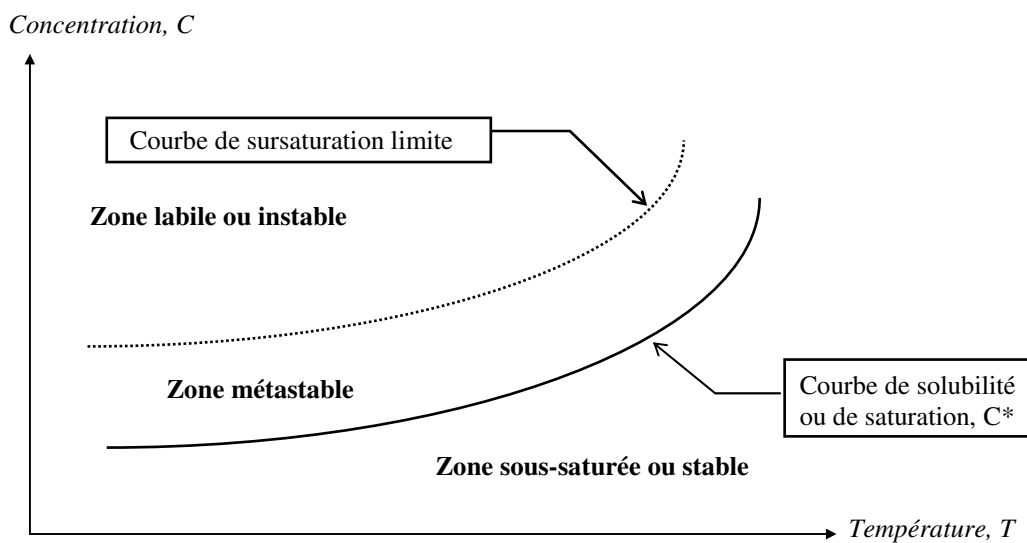 Concentration, C
Courbe de sursaturation limite
Zone labile ou instable
Zone métastable
Courbe de solubilité
ou de saturation, C*
Zone sous-saturée ou stable
Température, T